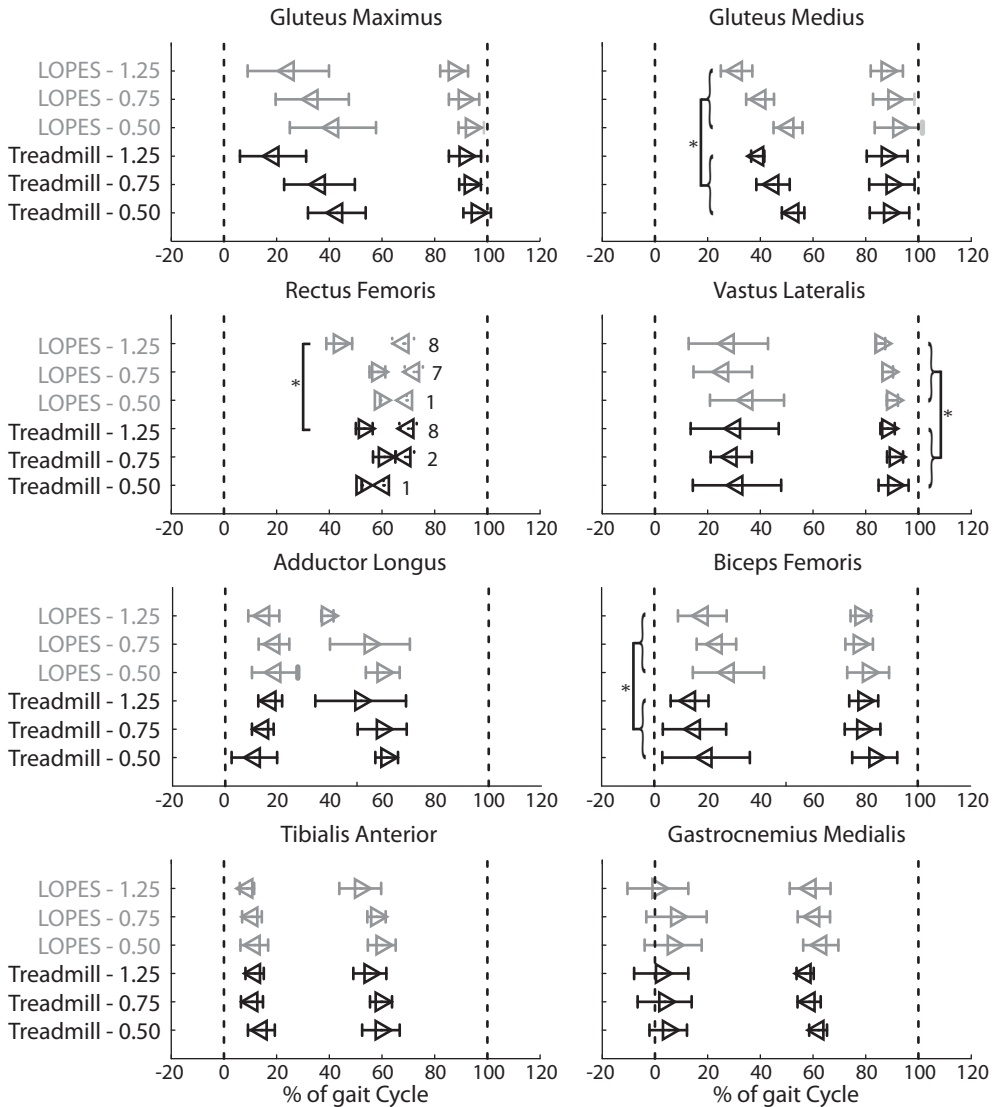 Gluteus Maximus
LOPES - 1.25
LOPES - 0.75
LOPES - 0.50
Treadmill - 1.25
Treadmill - 0.75
Treadmill - 0.50
-20 0 20 40 60 80 100 120
Gluteus Medius
*
-20 0 20 40 60 80 100 120
Rectus Femoris
LOPES - 1.25
LOPES - 0.75
LOPES - 0.50
Treadmill - 1.25
Treadmill - 0.75
Treadmill - 0.50
*
8
7
1
8
2
1
-20 0 20 40 60 80 100 120
Vastus Lateralis
*
-20 0 20 40 60 80 100 120
Adductor Longus
LOPES - 1.25
LOPES - 0.75
LOPES - 0.50
Treadmill - 1.25
Treadmill - 0.75
Treadmill - 0.50
-20 0 20 40 60 80 100 120
Biceps Femoris
*
-20 0 20 40 60 80 100 120
Tibialis Anterior
LOPES - 1.25
LOPES - 0.75
LOPES - 0.50
Treadmill - 1.25
Treadmill - 0.75
Treadmill - 0.50
-20 0 20 40 60 80 100 120
% of gait Cycle
Gastrocnemius Medialis
-20 0 20 40 60 80 100 120
% of gait Cycle